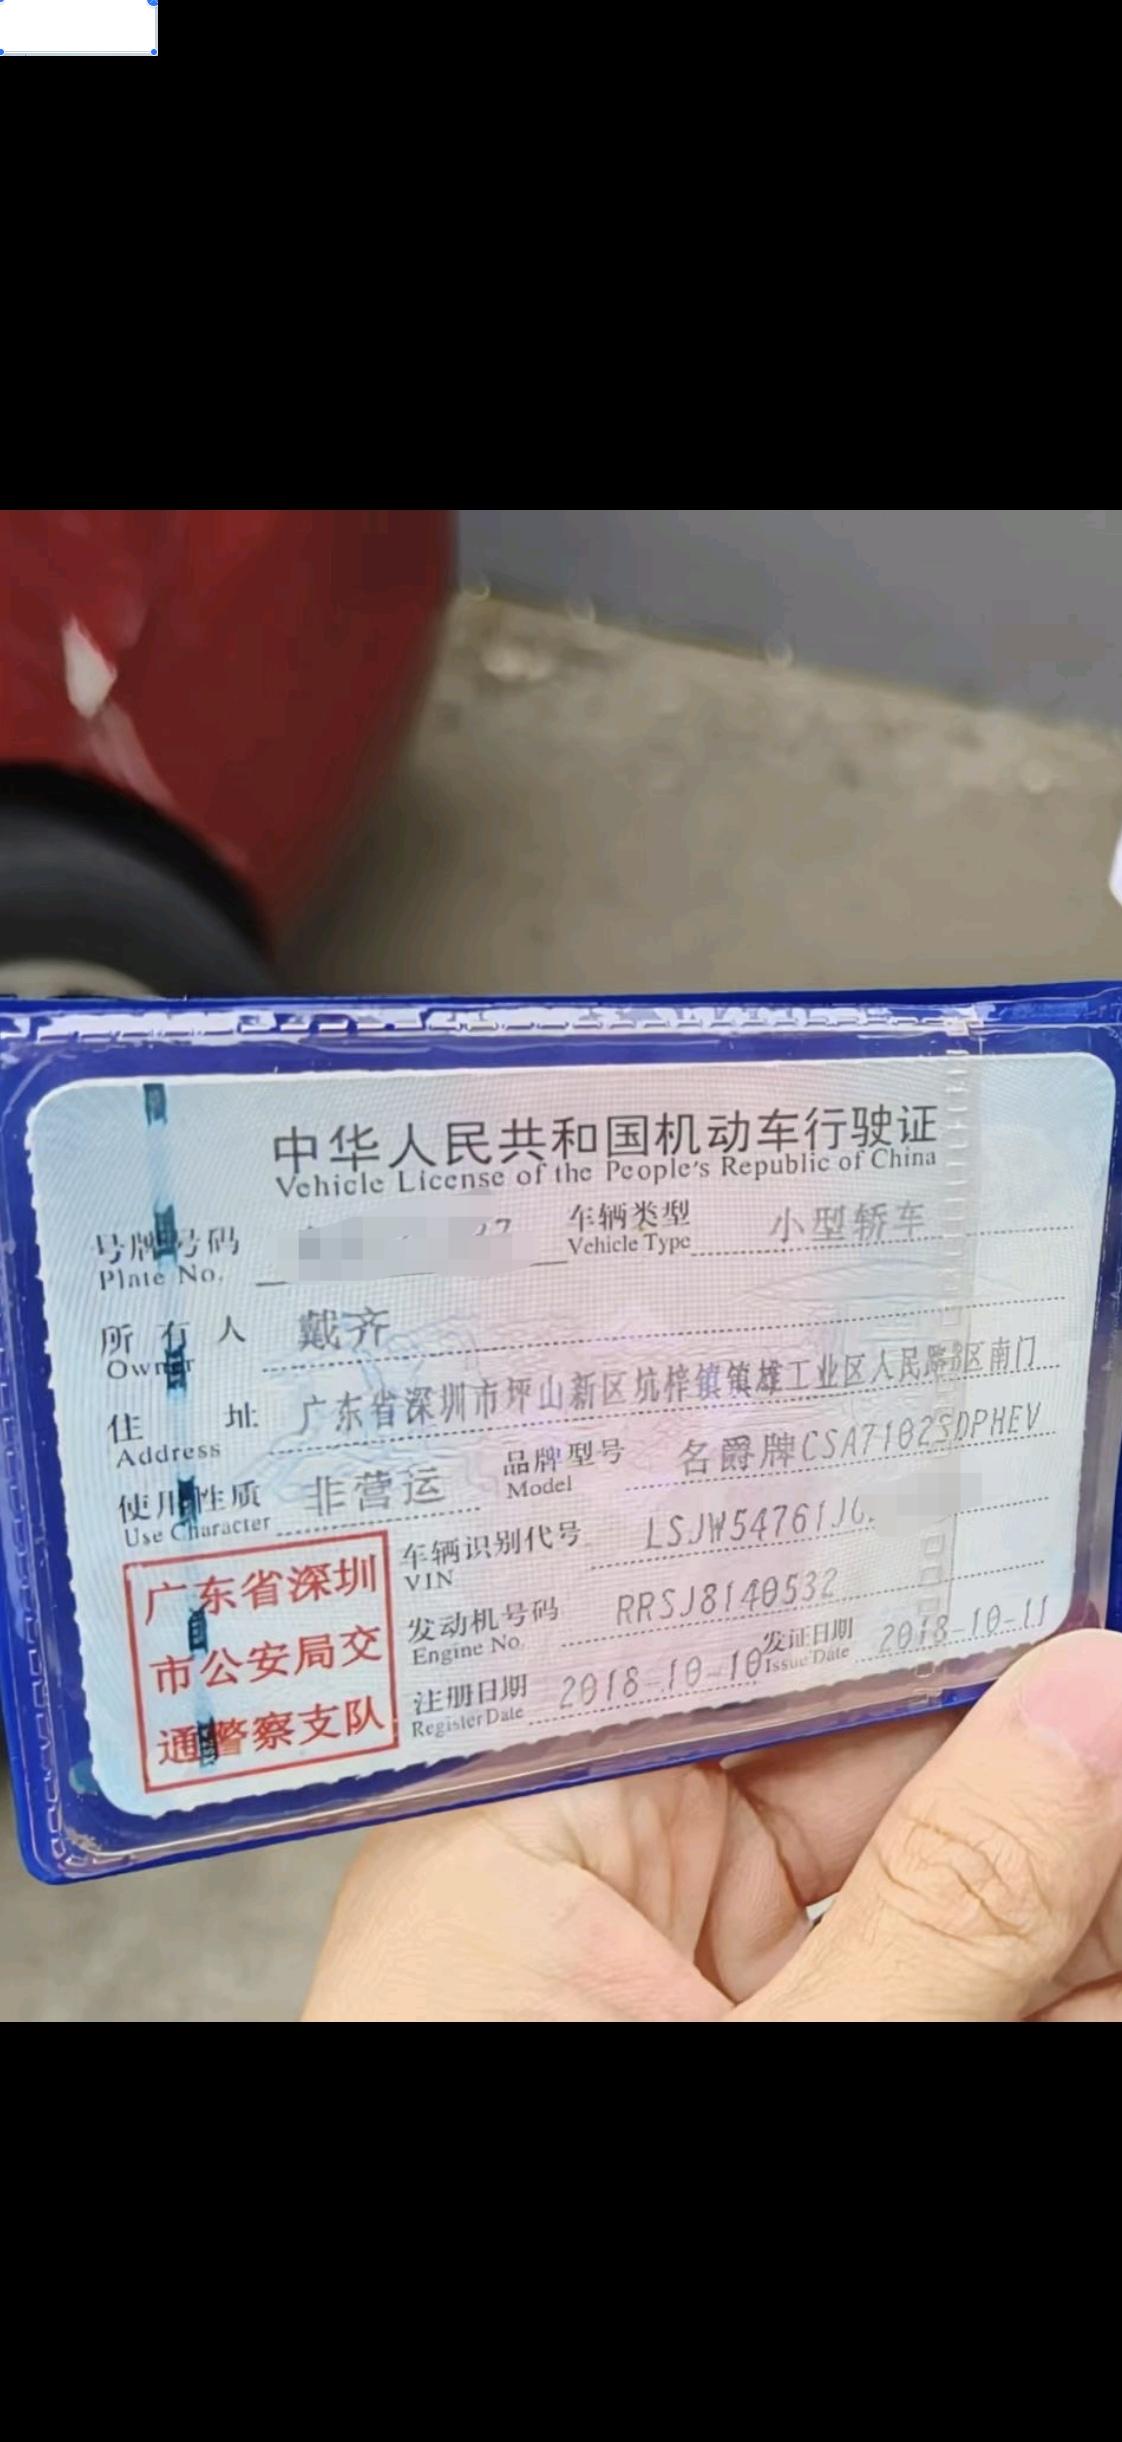 中华人民共和国机动车行驶证
Vehicle License of the People's Republic of China
号牌号码 车辆类型 小型轿车
Plate No. Vehicle Type
所有人 戴齐
Owner
住址 广东省深圳市坪山新区坑梓镇镇雄工业区人民路 区南门
Address
使用性质 非营运 品牌型号 名爵牌CSA7102SDPHEV
Use Character Model
车辆识别代号 LSJW54761J
VIN
发动机号码 RRSJ8140532
Engine No.
注册日期 2018-10-10 发证日期 2018-10-11
Register Date Issue Date
广东省深圳
市公安局交
通警察支队